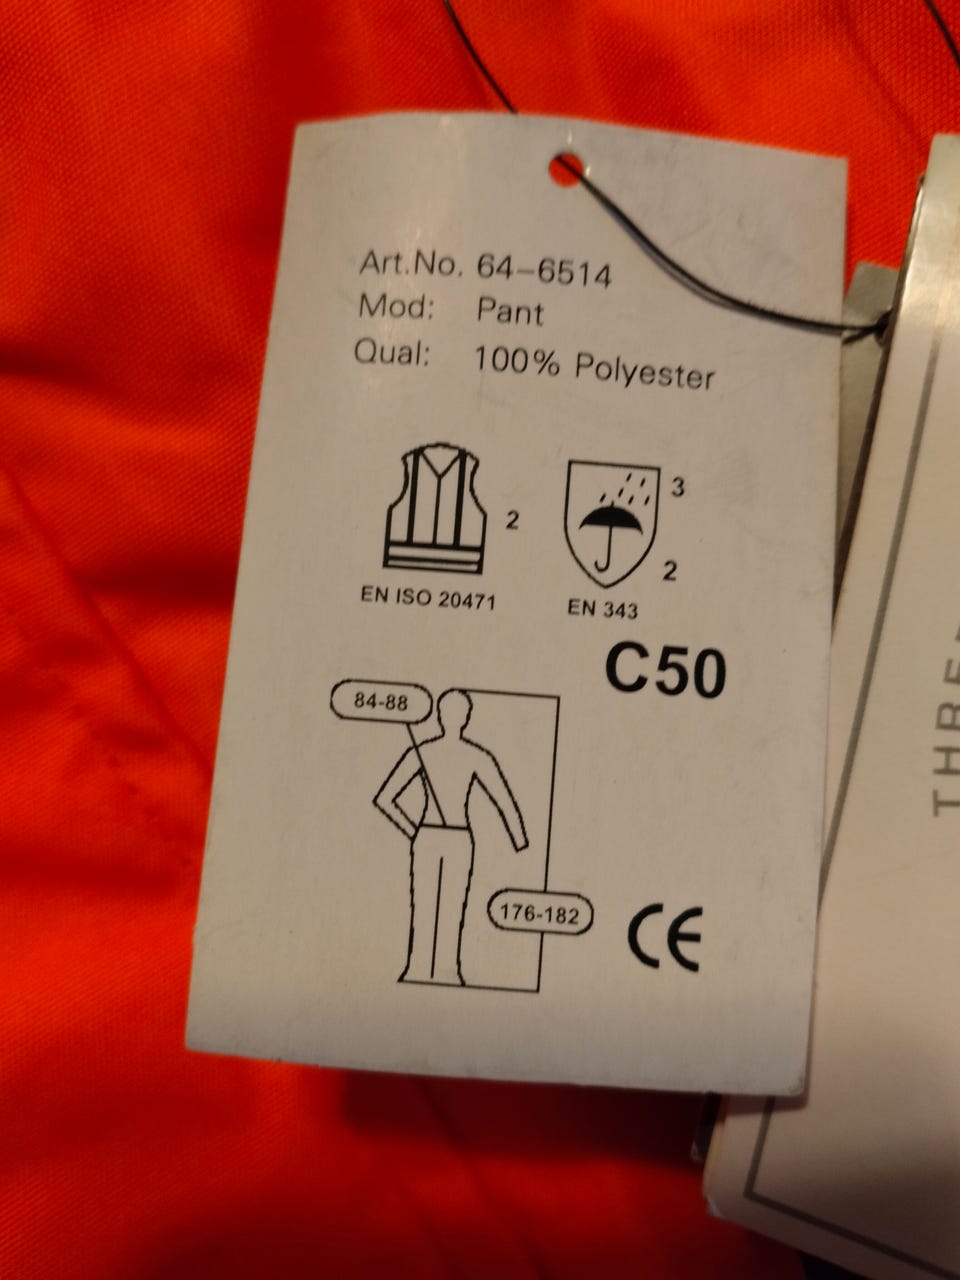 Art.No. 64-6514
Mod: Pant
Qual: 100% Polyester
2
3
2
EN ISO 20471
EN 343
C50
84-88
176-182
CE